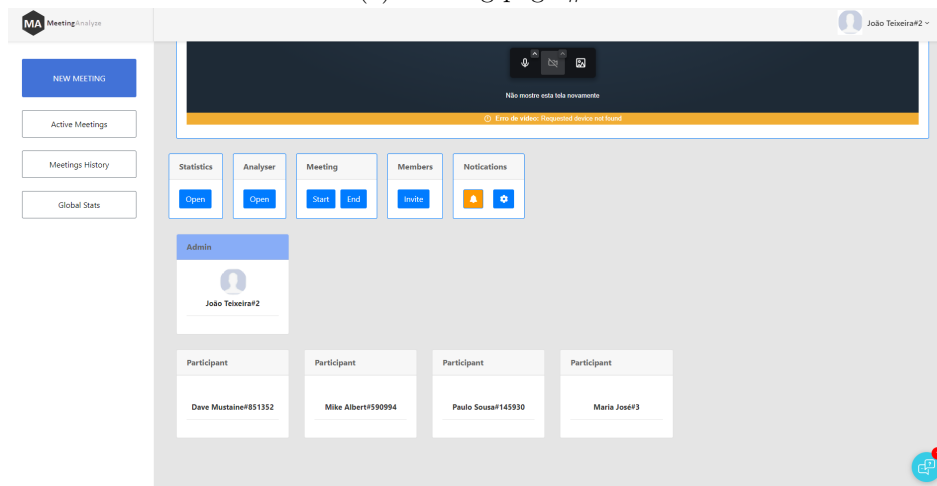 MA MeetingAnalyze
João Teixeira#2
NEW MEETING
Active Meetings
Meetings History
Global Stats
Não mostre esta tela novamente
Erro de vídeo: Requested device not found
Statistics
Open
Analyser
Open
Meeting
Start End
Members
Invite
Notications
Admin
João Teixeira#2
Participant
Dave Mustaine#851352
Participant
Mike Albert#590994
Participant
Paulo Sousa#145930
Participant
Maria José#3